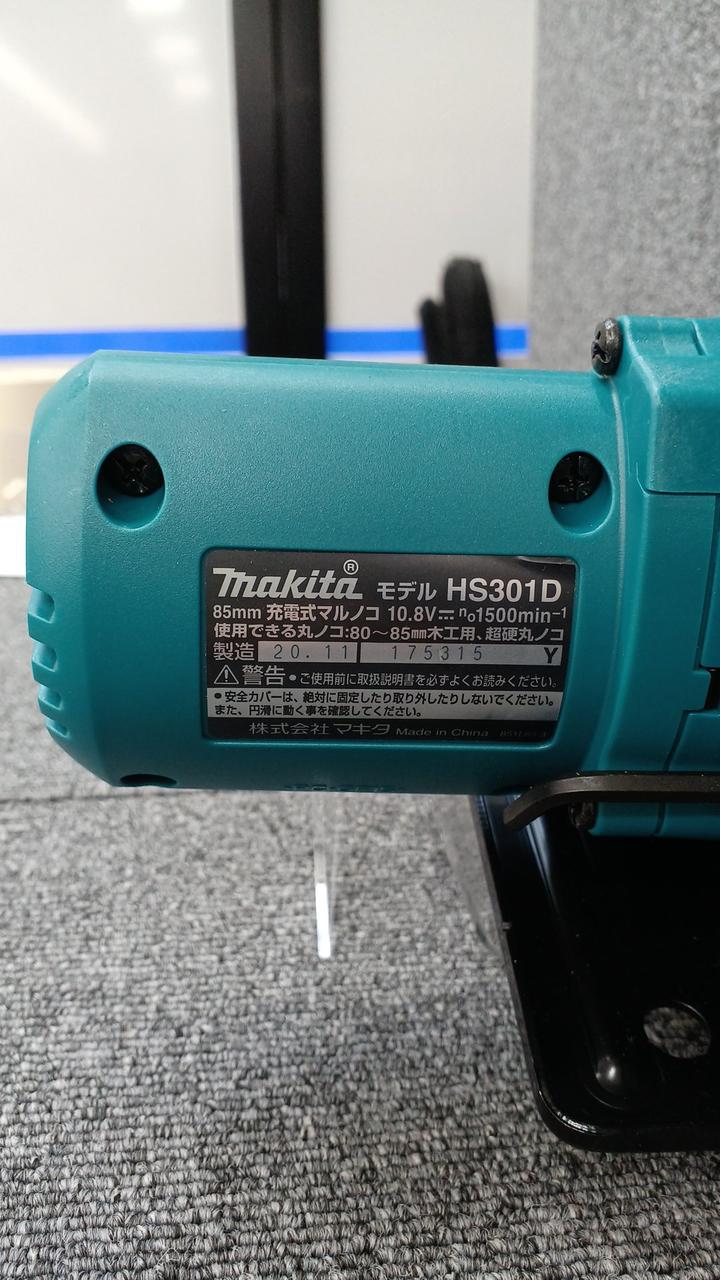 makita® モデル HS301D
85mm 充電式マルノコ 10.8V⎓ n₀1500min⁻¹
使用できる丸ノコ:80～85mm木工用、超硬丸ノコ
製造 20.11 175315 Y
⚠警告 ●ご使用前に取扱説明書を必ずよくお読みください。
●安全カバーは、絶対に固定したり取り外したりしないでください。
また、円滑に動く事を確認してください。
株式会社マキタ Made in China